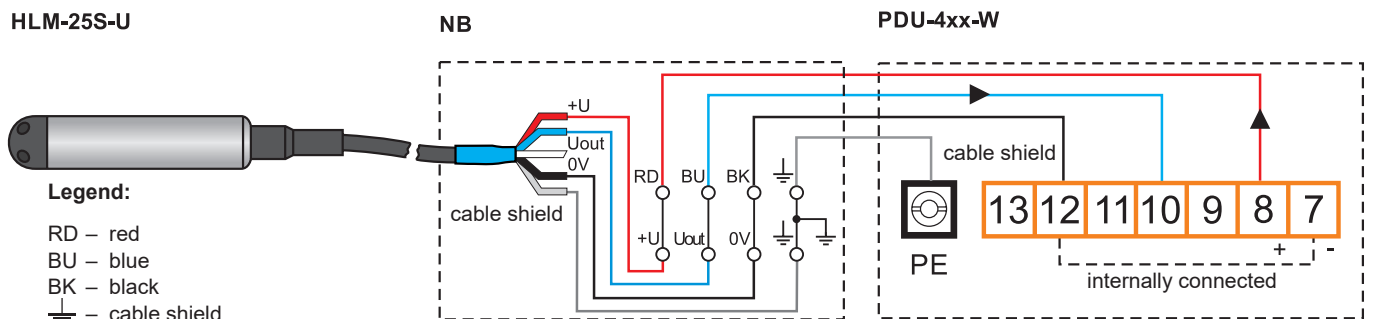 HLM-25S-U
NB
PDU-4xx-W
+U
Uout
0V
cable shield
RD BU BK
+U Uout 0V
cable shield
PE
13 12 11 10 9 8 7
+ -
internally connected
Legend:
RD – red
BU – blue
BK – black
– cable shield